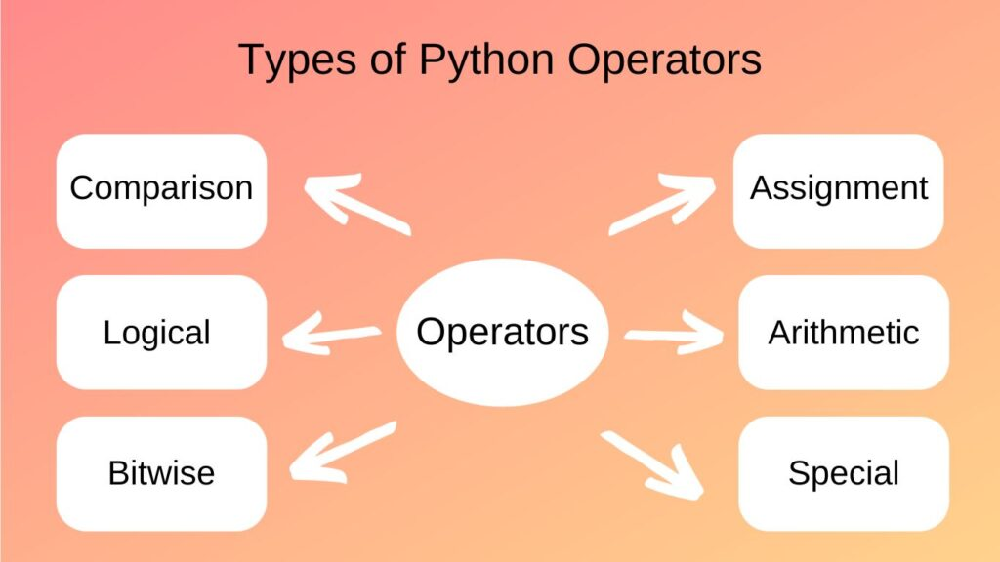 Types of Python Operators
Comparison
Assignment
Logical
Operators
Arithmetic
Bitwise
Special